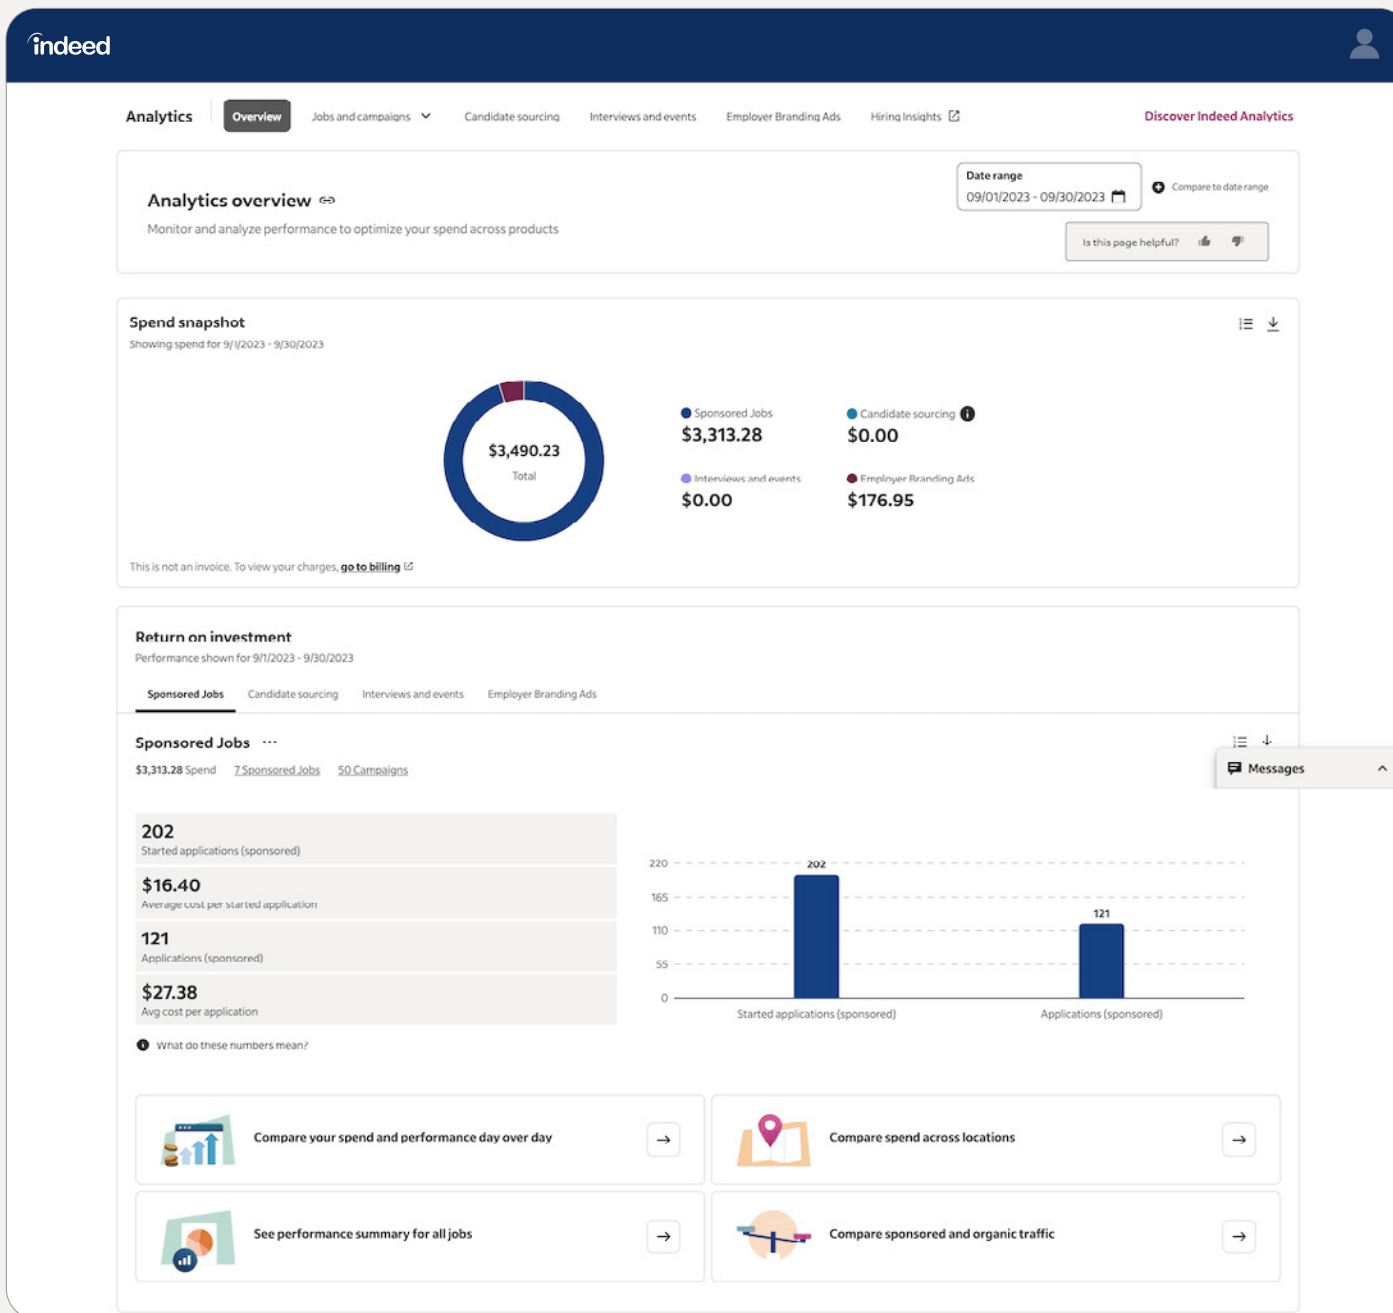 indeed
Analytics
Overview
Jobs and campaigns
Candidate sourcing
Interviews and events
Employer Branding Ads
Hiring Insights
Discover Indeed Analytics
Analytics overview
Monitor and analyze performance to optimize your spend across products
Date range
09/01/2023 - 09/30/2023
Compare to date range
Is this page helpful?
Spend snapshot
Showing spend for 9/1/2023 - 9/30/2023
$3,490.23
Total
Sponsored Jobs
$3,313.28
Candidate sourcing
$0.00
Interviews and events
$0.00
Employer Branding Ads
$176.95
This is not an invoice. To view your charges, go to billing
Return on investment
Performance shown for 9/1/2023 - 9/30/2023
Sponsored Jobs
Candidate sourcing
Interviews and events
Employer Branding Ads
Sponsored Jobs ...
$3,313.28 Spend
7 Sponsored Jobs
50 Campaigns
Messages
202
Started applications (sponsored)
$16.40
Average cost per started application
121
Applications (sponsored)
$27.38
Avg cost per application
What do these numbers mean?
220
165
110
55
0
202
121
Started applications (sponsored)
Applications (sponsored)
Compare your spend and performance day over day
Compare spend across locations
See performance summary for all jobs
Compare sponsored and organic traffic